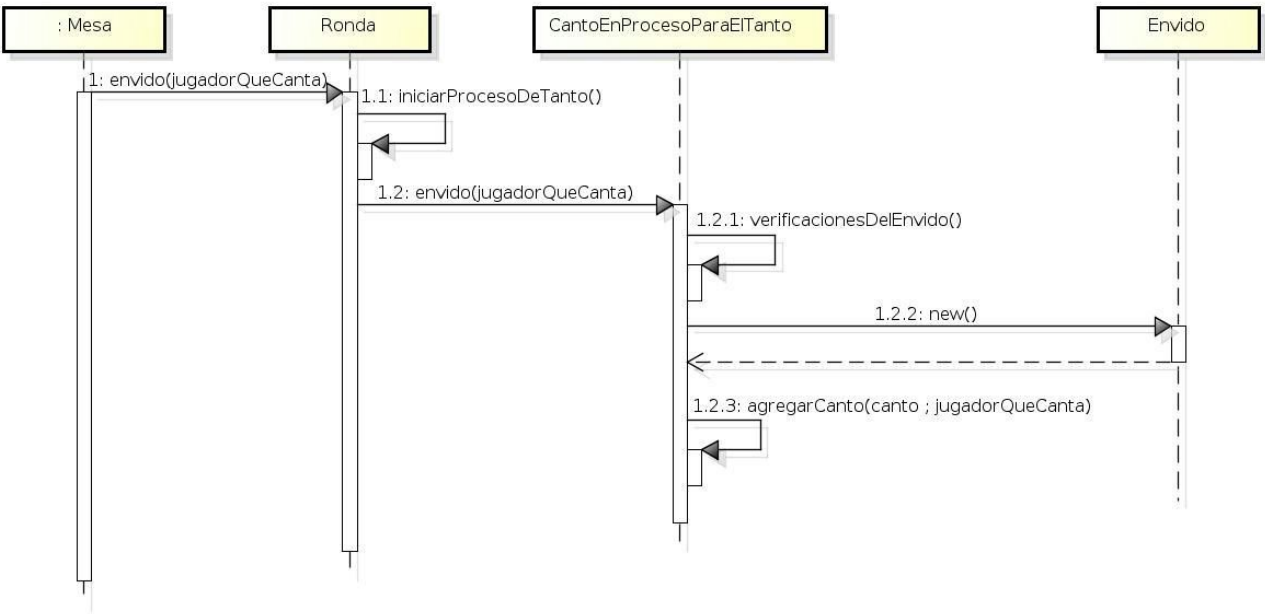 : Mesa
Ronda
CantoEnProcesoParaElTanto
Envido
1: envido(jugadorQueCanta)
1.1: iniciarProcesoDeTanto()
1.2: envido(jugadorQueCanta)
1.2.1: verificacionesDelEnvido()
1.2.2: new()
1.2.3: agregarCanto(canto ; jugadorQueCanta)